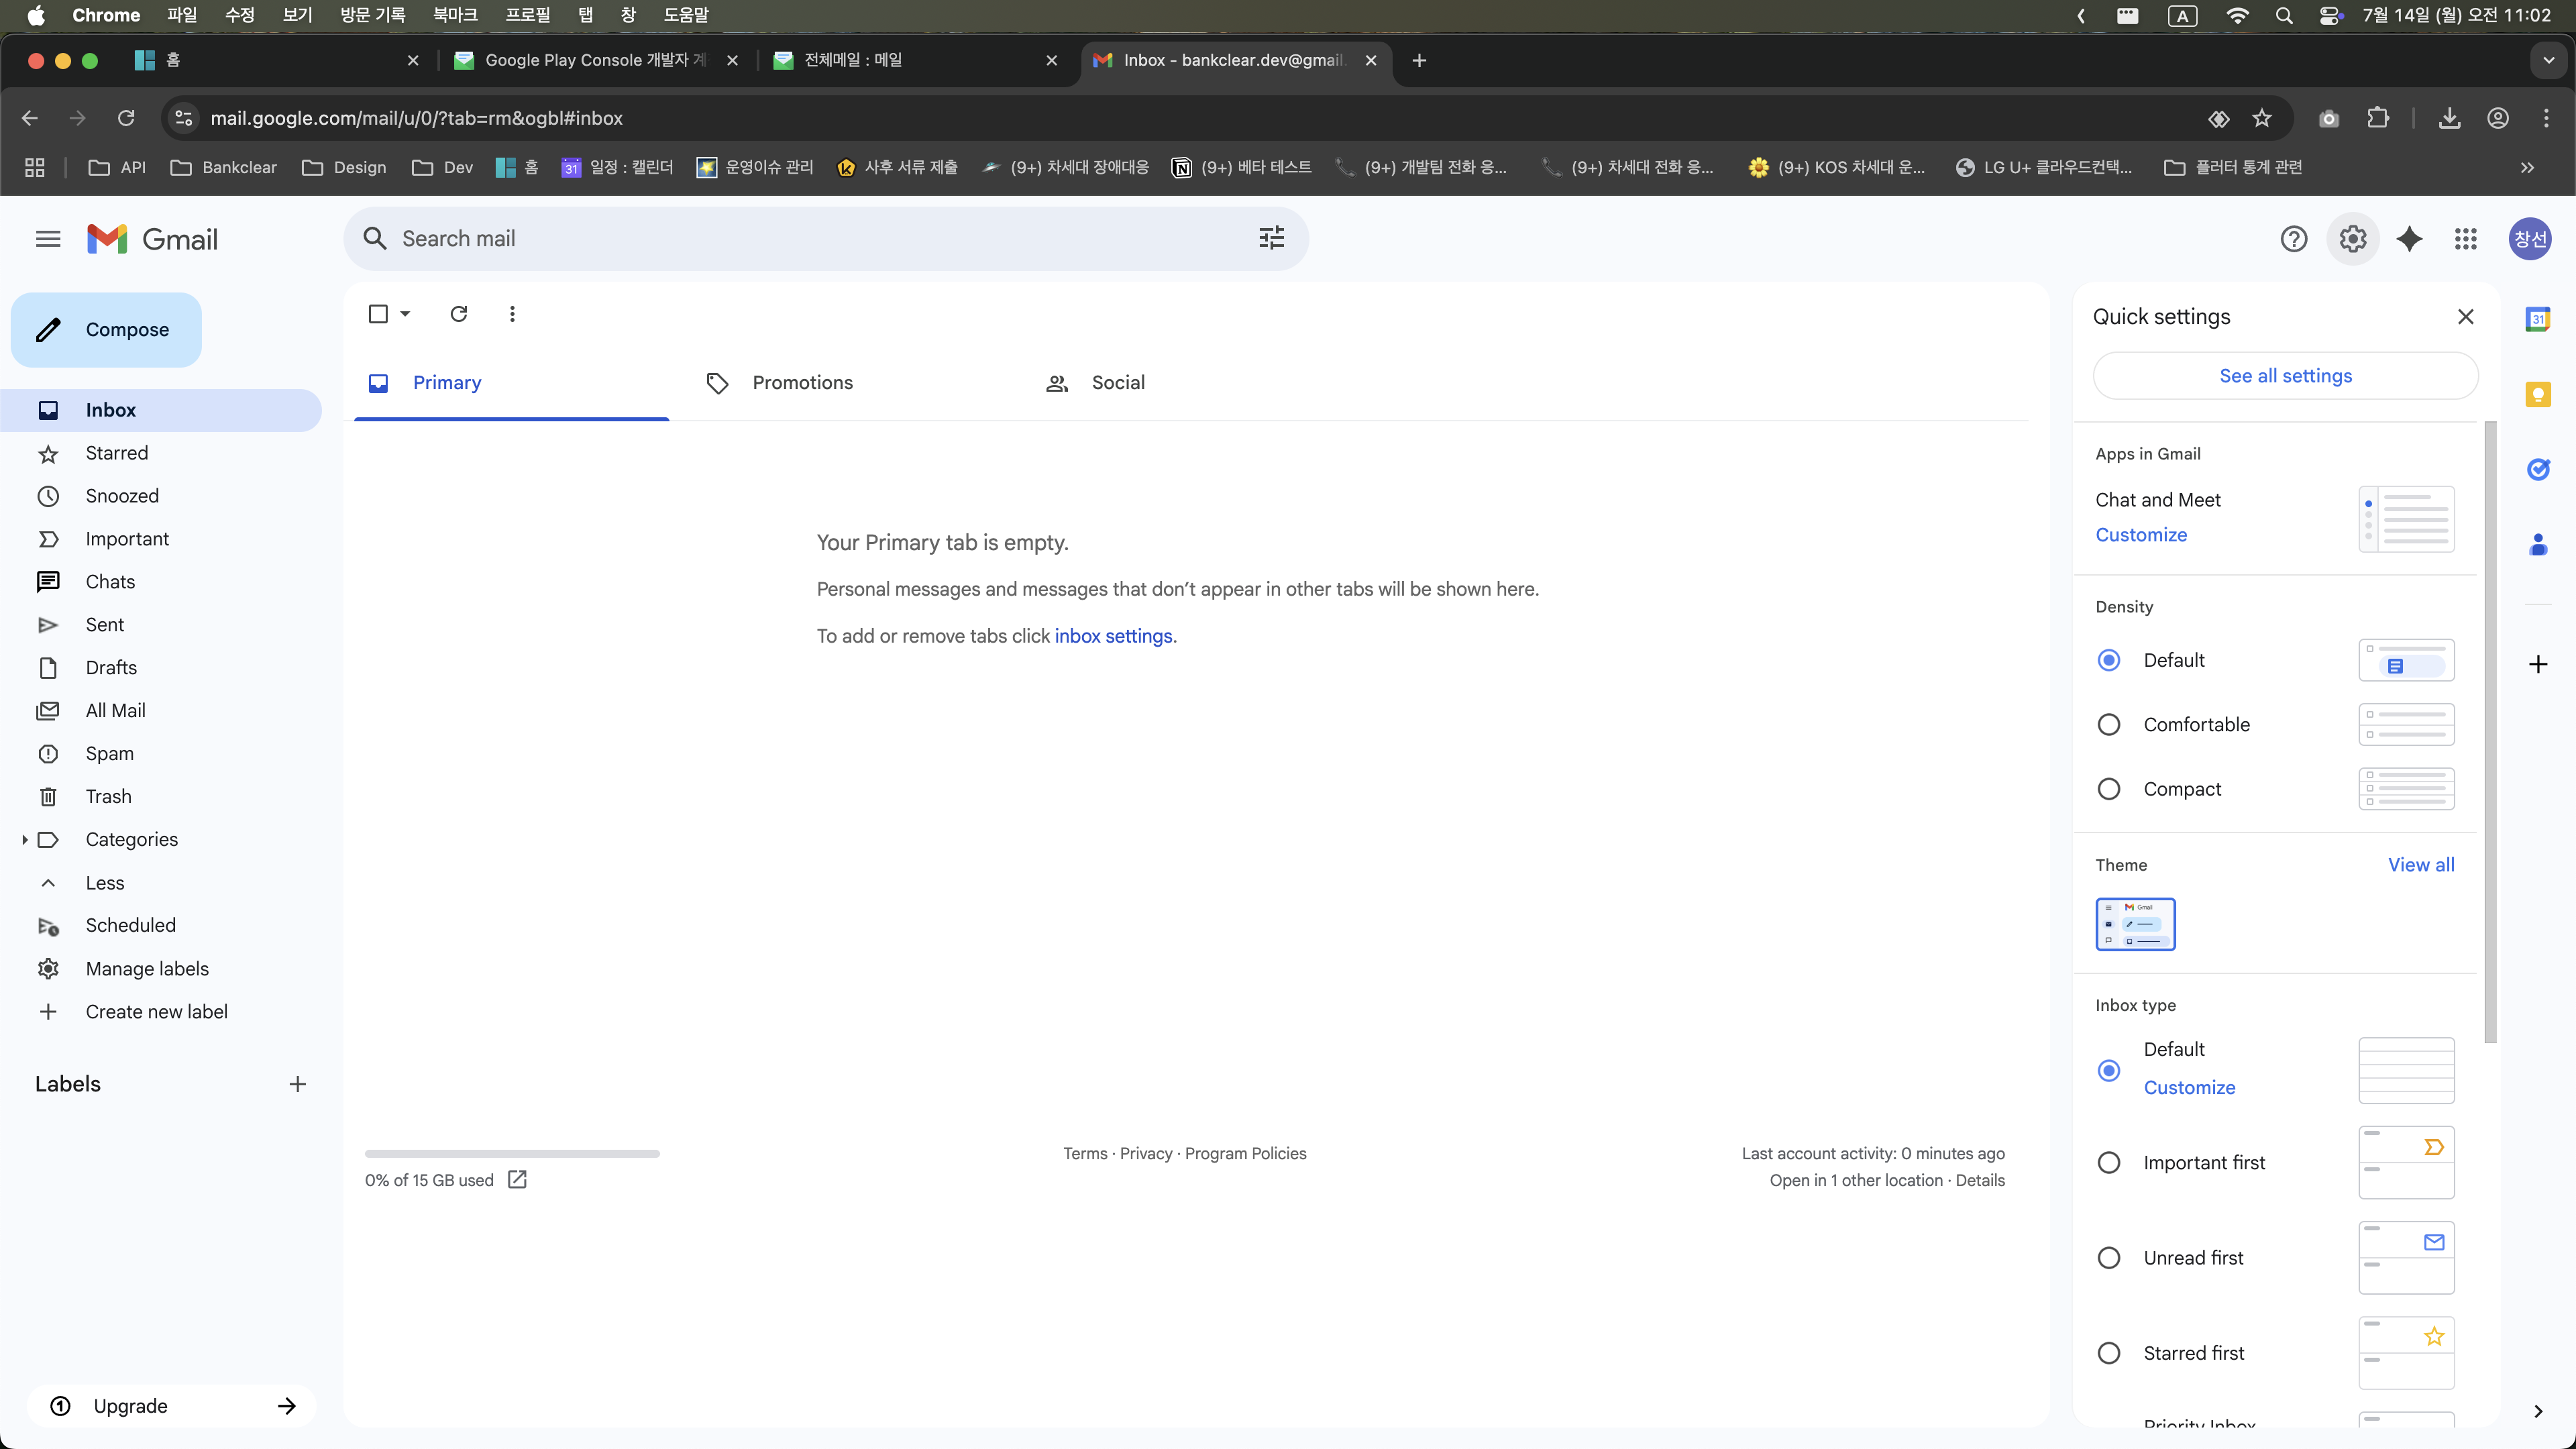 Chrome 파일 수정 보기 방문 기록 북마크 프로필 탭 창 도움말 A 7월 14일 (월) 오전 11:02
홈 Google Play Console 개발자 계 전체메일 : 메일 Inbox - bankclear.dev@gmail.
mail.google.com/mail/u/0/?tab=rm&ogbl#inbox
API Bankclear Design Dev 홈 31 일정 : 캘린더 운영이슈 관리 사후 서류 제출 (9+) 차세대 장애대응 (9+) 베타 테스트 (9+) 개발팀 전화 응... (9+) 차세대 전화 응... (9+) KOS 차세대 운... LG U+ 클라우드컨택... 플러터 통계 관련
Gmail
Search mail
창선
Compose
Inbox
Starred
Snoozed
Important
Chats
Sent
Drafts
All Mail
Spam
Trash
Categories
Less
Scheduled
Manage labels
Create new label
Labels
Upgrade
Primary Promotions Social
Your Primary tab is empty.
Personal messages and messages that don’t appear in other tabs will be shown here.
To add or remove tabs click inbox settings.
0% of 15 GB used
Terms · Privacy · Program Policies
Last account activity: 0 minutes ago
Open in 1 other location · Details
Quick settings
See all settings
Apps in Gmail
Chat and Meet
Customize
Density
Default
Comfortable
Compact
Theme View all
Gmail
Inbox type
Default
Customize
Important first
Unread first
Starred first
Priority Inbox
31